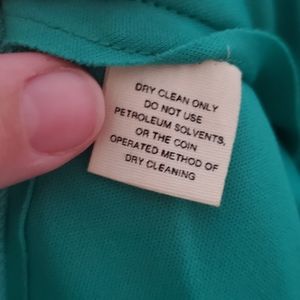 DRY CLEAN ONLY
DO NOT USE
PETROLEUM SOLVENTS,
OR THE COIN
OPERATED METHOD OF
DRY CLEANING